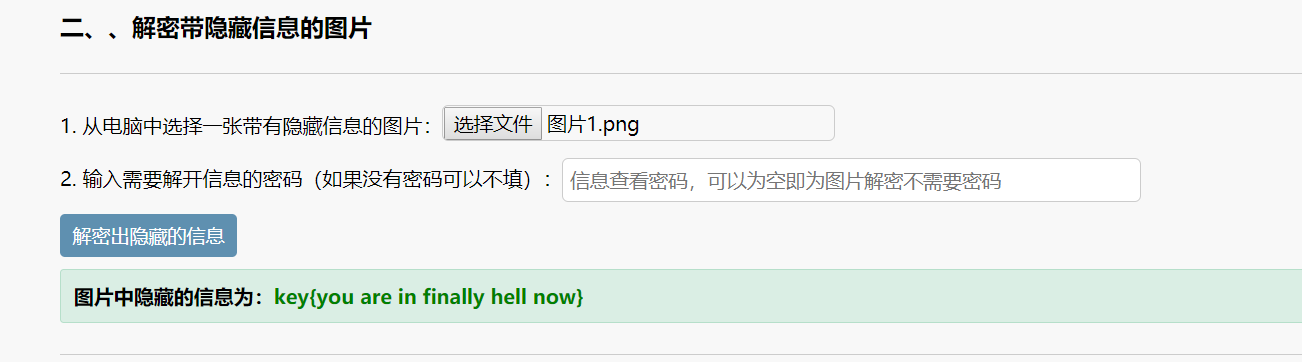 二、、解密带隐藏信息的图片
1. 从电脑中选择一张带有隐藏信息的图片：选择文件 图片1.png
2. 输入需要解开信息的密码（如果没有密码可以不填）：信息查看密码，可以为空即为图片解密不需要密码
解密出隐藏的信息
图片中隐藏的信息为：key{you are in finally hell now}